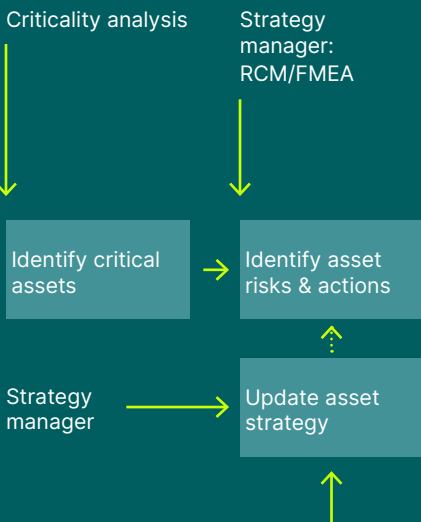 Criticality analysis
Strategy
manager:
RCM/FMEA
Identify critical
assets
Identify asset
risks & actions
Strategy
manager
Update asset
strategy